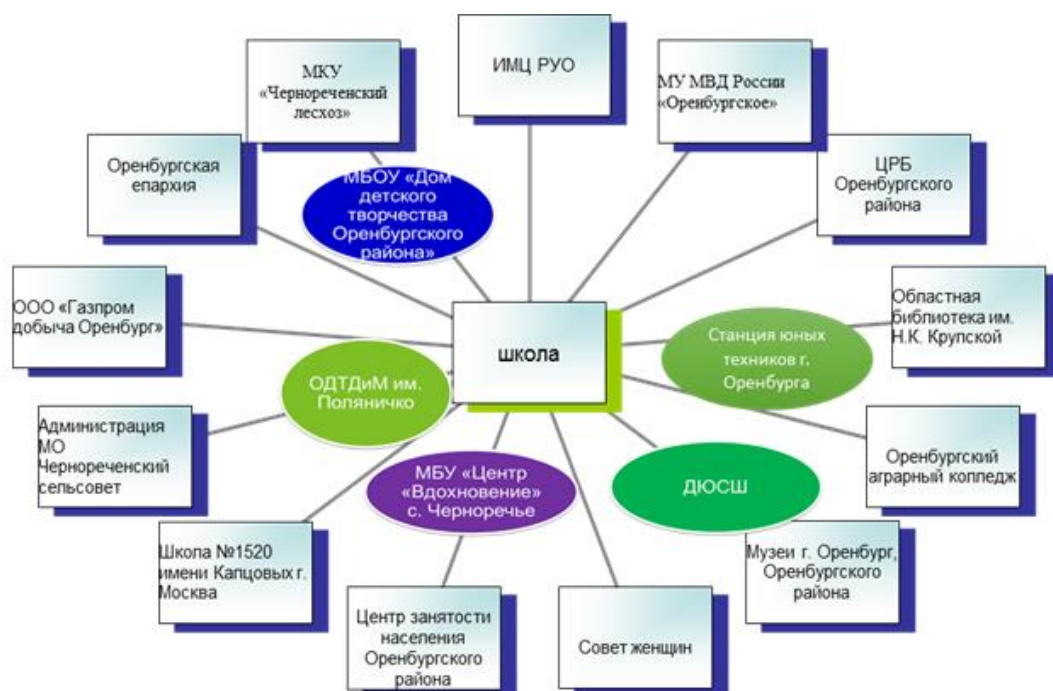 ИМЦ РУО
МКУ
«Чернореченский
лесхоз»
МУ МВД России
«Оренбургское»
Оренбургская
епархия
МБОУ «Дом
детского
творчества
Оренбургского
района»
ЦРБ
Оренбургского
района
ООО «Газпром
добыча Оренбург»
школа
Областная
библиотека им.
Н.К. Крупской
Станция юных
техников г.
Оренбурга
ОДТДиМ им.
Поляничко
Администрация
МО
Чернореченский
сельсовет
Оренбургский
аграрный колледж
МБУ «Центр
«Вдохновение»
с. Черноречье
ДЮСШ
Школа №1520
имени Капцовых г.
Москва
Музеи г. Оренбург,
Оренбургского
района
Центр занятости
населения
Оренбургского
района
Совет женщин